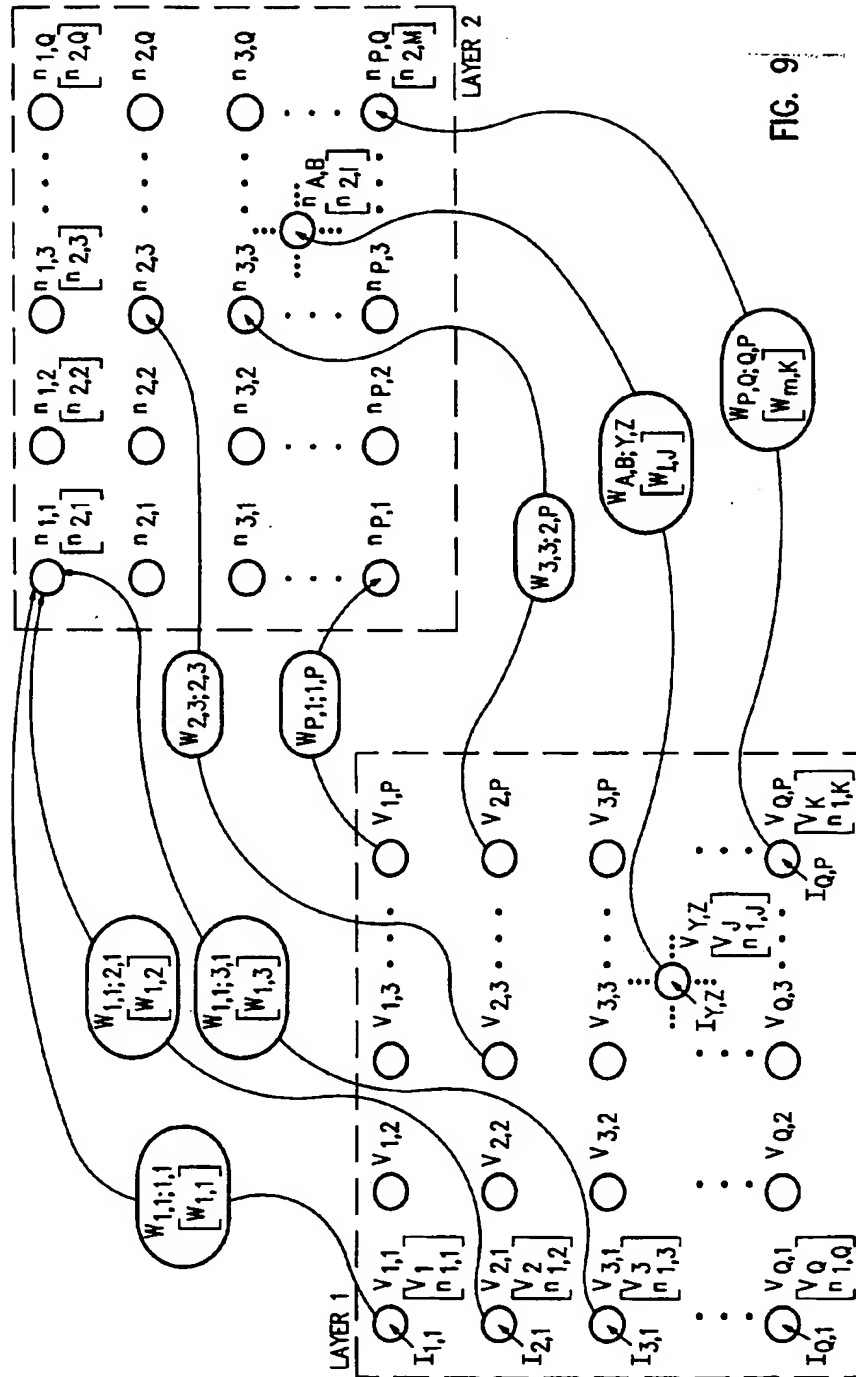 LAYER 1
I1,1
V1,1
[V1
n1,1]
V1,2
V1,3
V1,P
I2,1
V2,1
[V2
n1,2]
V2,2
V2,3
V2,P
I3,1
V3,1
[V3
n1,3]
V3,2
V3,3
V3,P
IY,Z
VY,Z
[VJ
n1,J]
IQ,1
VQ,1
[VQ
n1,Q]
VQ,2
VQ,3
IQ,P
VQ,P
[VK
n1,K]
W1,1;1,1
[W1,1]
W1,1;2,1
[W1,2]
W1,1;3,1
[W1,3]
W2,3;2,3
WP,1;1,P
W3,3;2,P
WA,B;Y,Z
[WI,J]
WP,Q;Q,P
[Wm,K]
n1,1
[n2,1]
n1,2
[n2,2]
n1,3
[n2,3]
n1,Q
[n2,Q]
n2,1
n2,2
n2,3
n2,Q
n3,1
n3,2
n3,3
n3,Q
nA,B
[n2,I]
nP,1
nP,2
nP,3
nP,Q
[n2,M]
LAYER 2
FIG. 9